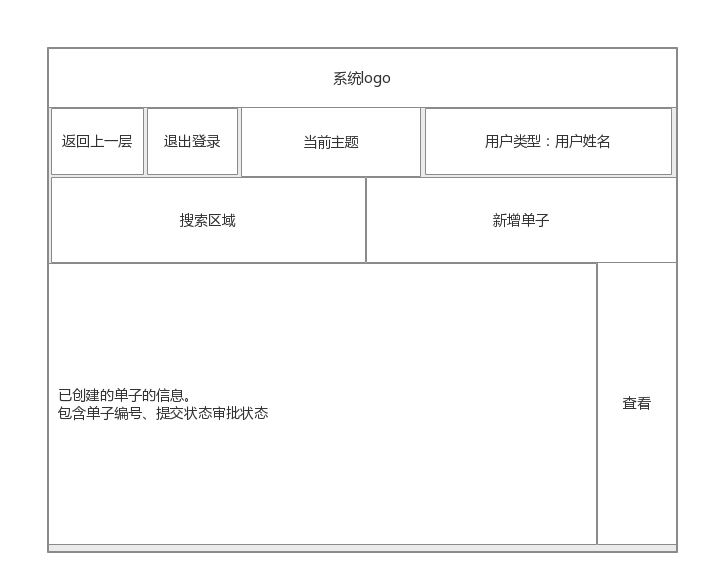 系统logo
返回上一层
退出登录
当前主题
用户类型：用户姓名
搜索区域
新增单子
已创建的单子的信息。
包含单子编号、提交状态审批状态
查看